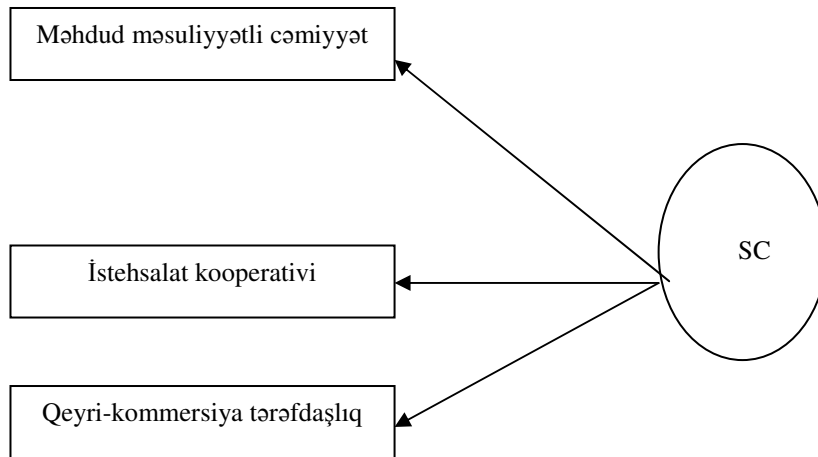 Məhdud məsuliyyətli cəmiyyət
SC
İstehsalat kooperativi
Qeyri-kommersiya tərəfdaşlıq